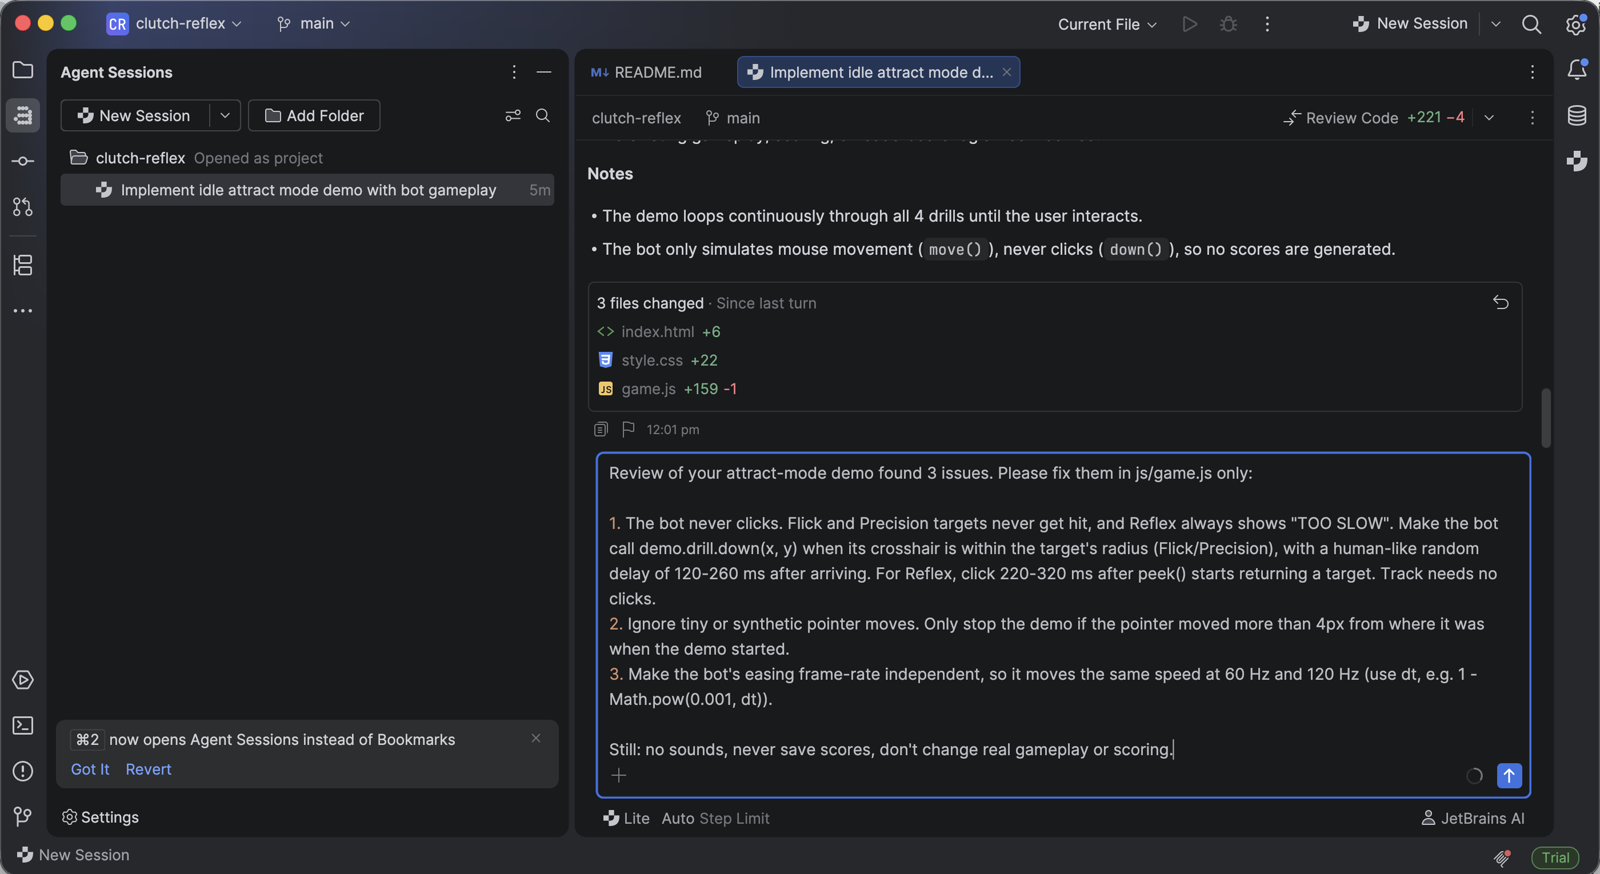 CR clutch-reflex main Current File New Session
Agent Sessions
README.md Implement idle attract mode d...
New Session Add Folder
clutch-reflex main Review Code +221 −4
clutch-reflex Opened as project
Implement idle attract mode demo with bot gameplay 5m
Notes
• The demo loops continuously through all 4 drills until the user interacts.
• The bot only simulates mouse movement ( move() ), never clicks ( down() ), so no scores are generated.
3 files changed · Since last turn
<> index.html +6
style.css +22
JS game.js +159 -1
12:01 pm
Review of your attract-mode demo found 3 issues. Please fix them in js/game.js only:
1. The bot never clicks. Flick and Precision targets never get hit, and Reflex always shows "TOO SLOW". Make the bot
call demo.drill.down(x, y) when its crosshair is within the target's radius (Flick/Precision), with a human-like random
delay of 120-260 ms after arriving. For Reflex, click 220-320 ms after peek() starts returning a target. Track needs no
clicks.
2. Ignore tiny or synthetic pointer moves. Only stop the demo if the pointer moved more than 4px from where it was
when the demo started.
3. Make the bot's easing frame-rate independent, so it moves the same speed at 60 Hz and 120 Hz (use dt, e.g. 1 -
Math.pow(0.001, dt)).
Still: no sounds, never save scores, don't change real gameplay or scoring.
⌘2 now opens Agent Sessions instead of Bookmarks
Got It Revert
Settings
Lite Auto Step Limit JetBrains AI
New Session Trial